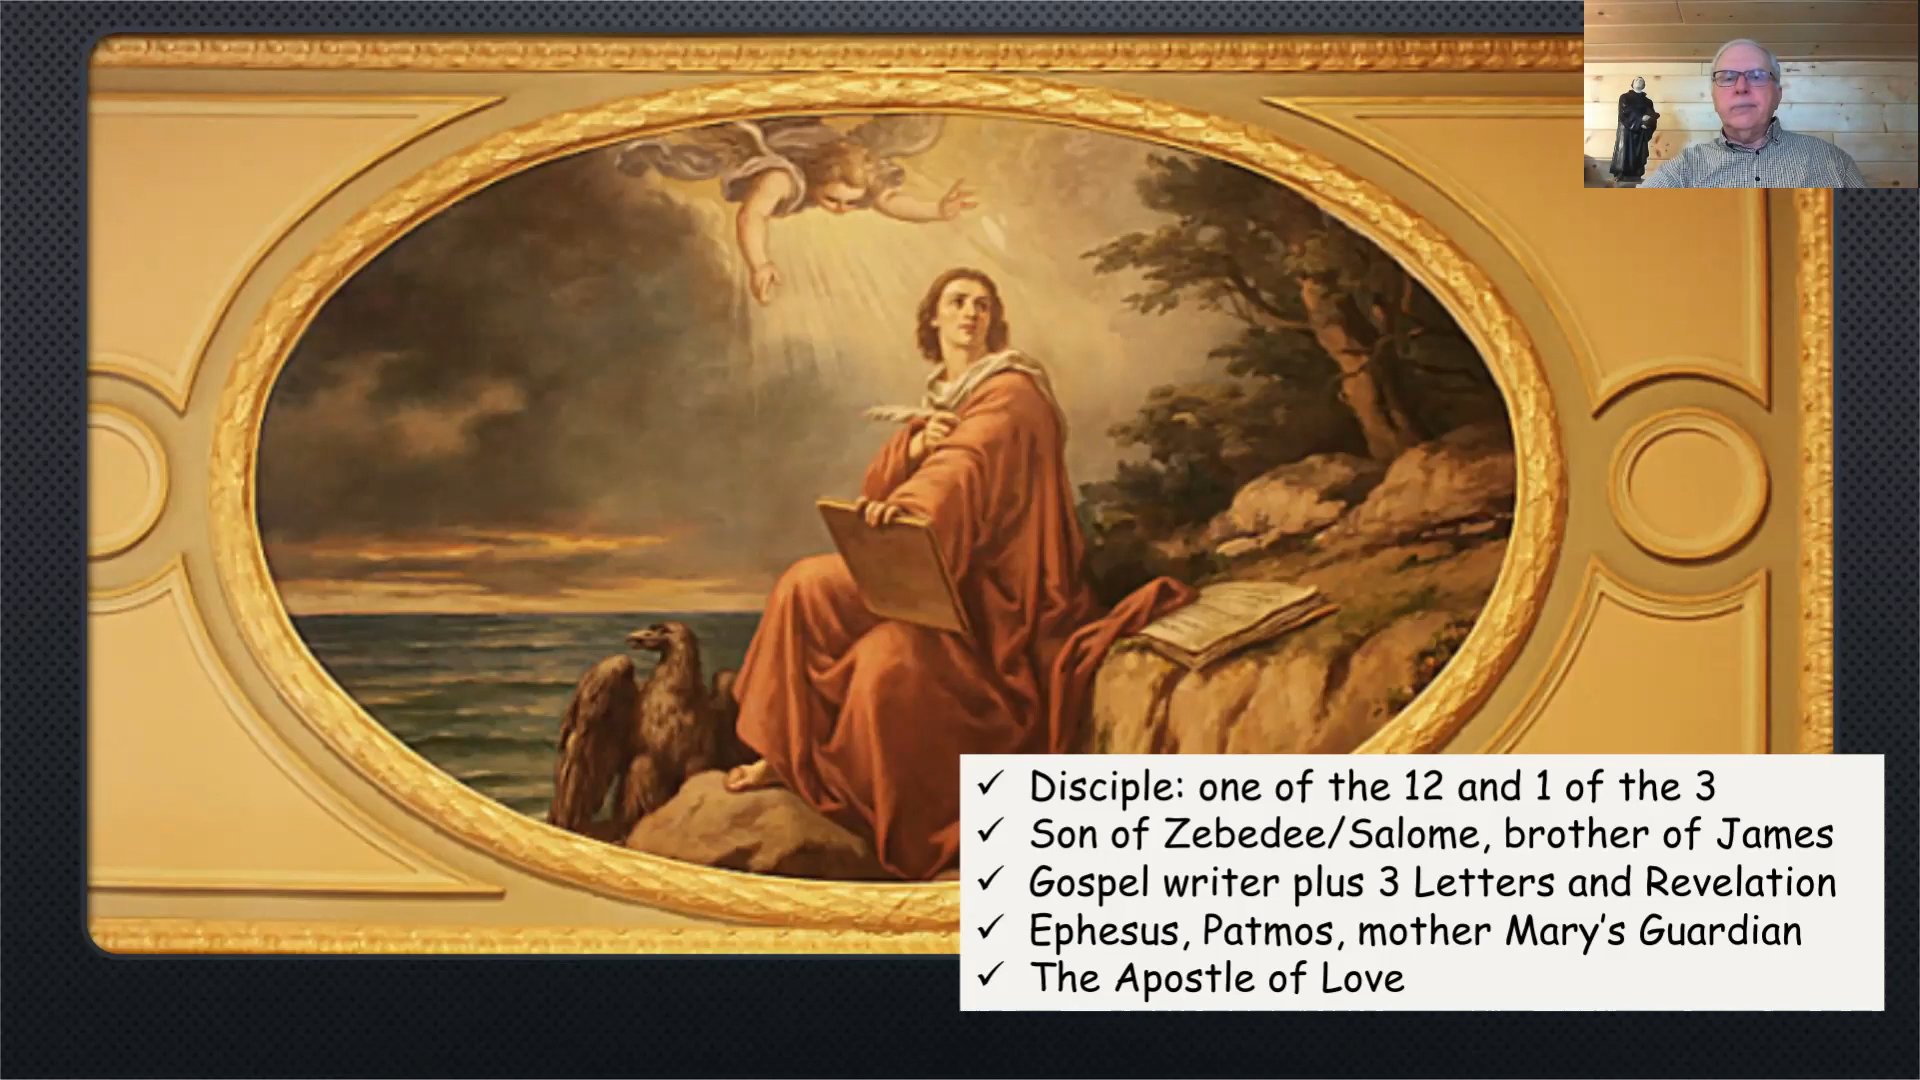 ✓ Disciple: one of the 12 and 1 of the 3
✓ Son of Zebedee/Salome, brother of James
✓ Gospel writer plus 3 Letters and Revelation
✓ Ephesus, Patmos, mother Mary’s Guardian
✓ The Apostle of Love